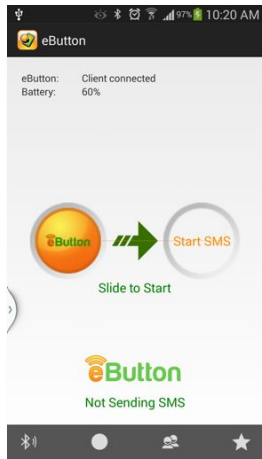 97% 10:20 AM
eButton
eButton: Client connected
Battery: 60%
eButton Start SMS
Slide to Start
eButton
Not Sending SMS